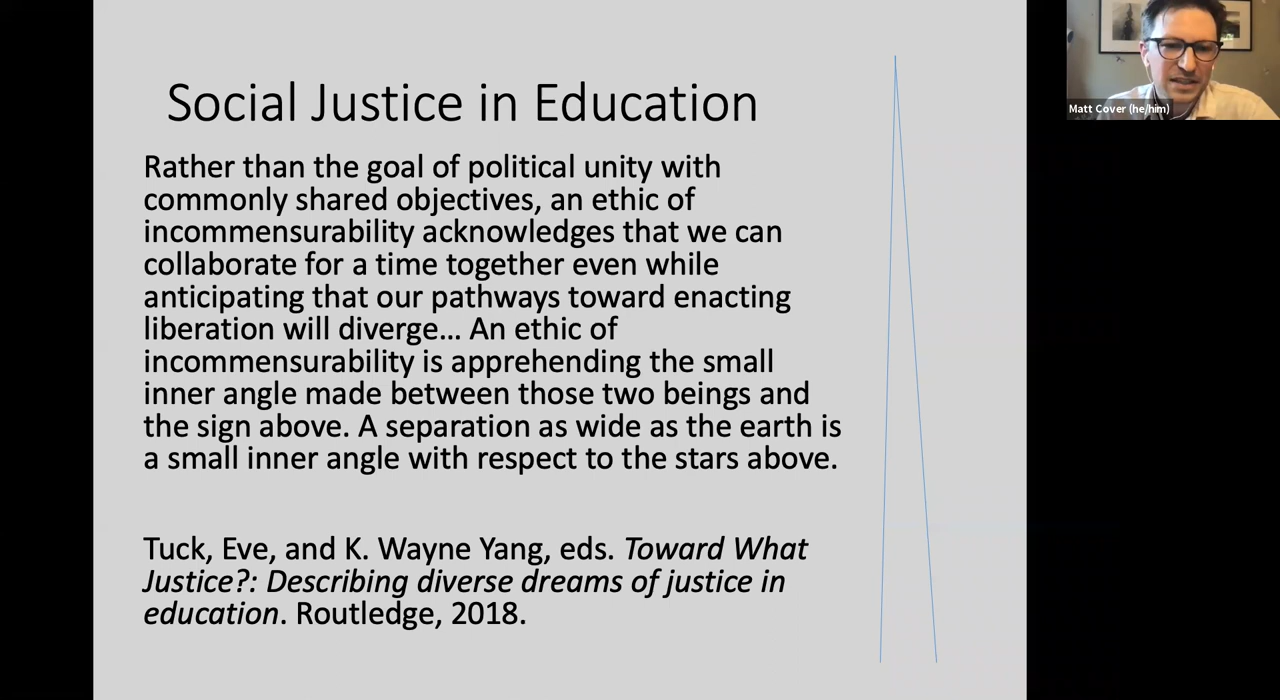 Social Justice in Education
Rather than the goal of political unity with
commonly shared objectives, an ethic of
incommensurability acknowledges that we can
collaborate for a time together even while
anticipating that our pathways toward enacting
liberation will diverge... An ethic of
incommensurability is apprehending the small
inner angle made between those two beings and
the sign above. A separation as wide as the earth is
a small inner angle with respect to the stars above.
Tuck, Eve, and K. Wayne Yang, eds. Toward What
Justice?: Describing diverse dreams of justice in
education. Routledge, 2018.
Matt Cover (he/him)